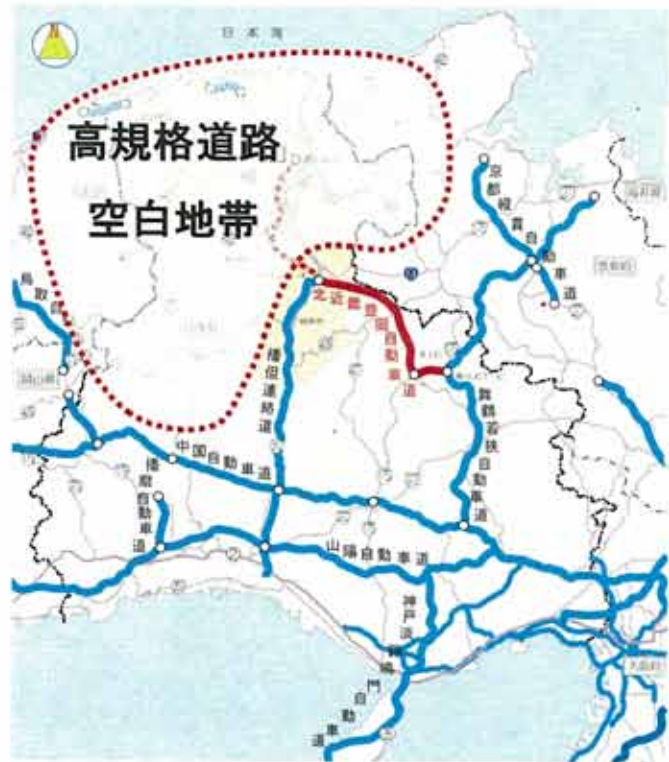 日本海
高規格道路
空白地帯
京都縦貫自動車道
鳥取自
北近畿豊岡自動車道
播但連絡道
舞鶴若狭自動車道
中国自動車道
播磨自動車道
山陽自動車道
神戸淡路鳴門自動車道